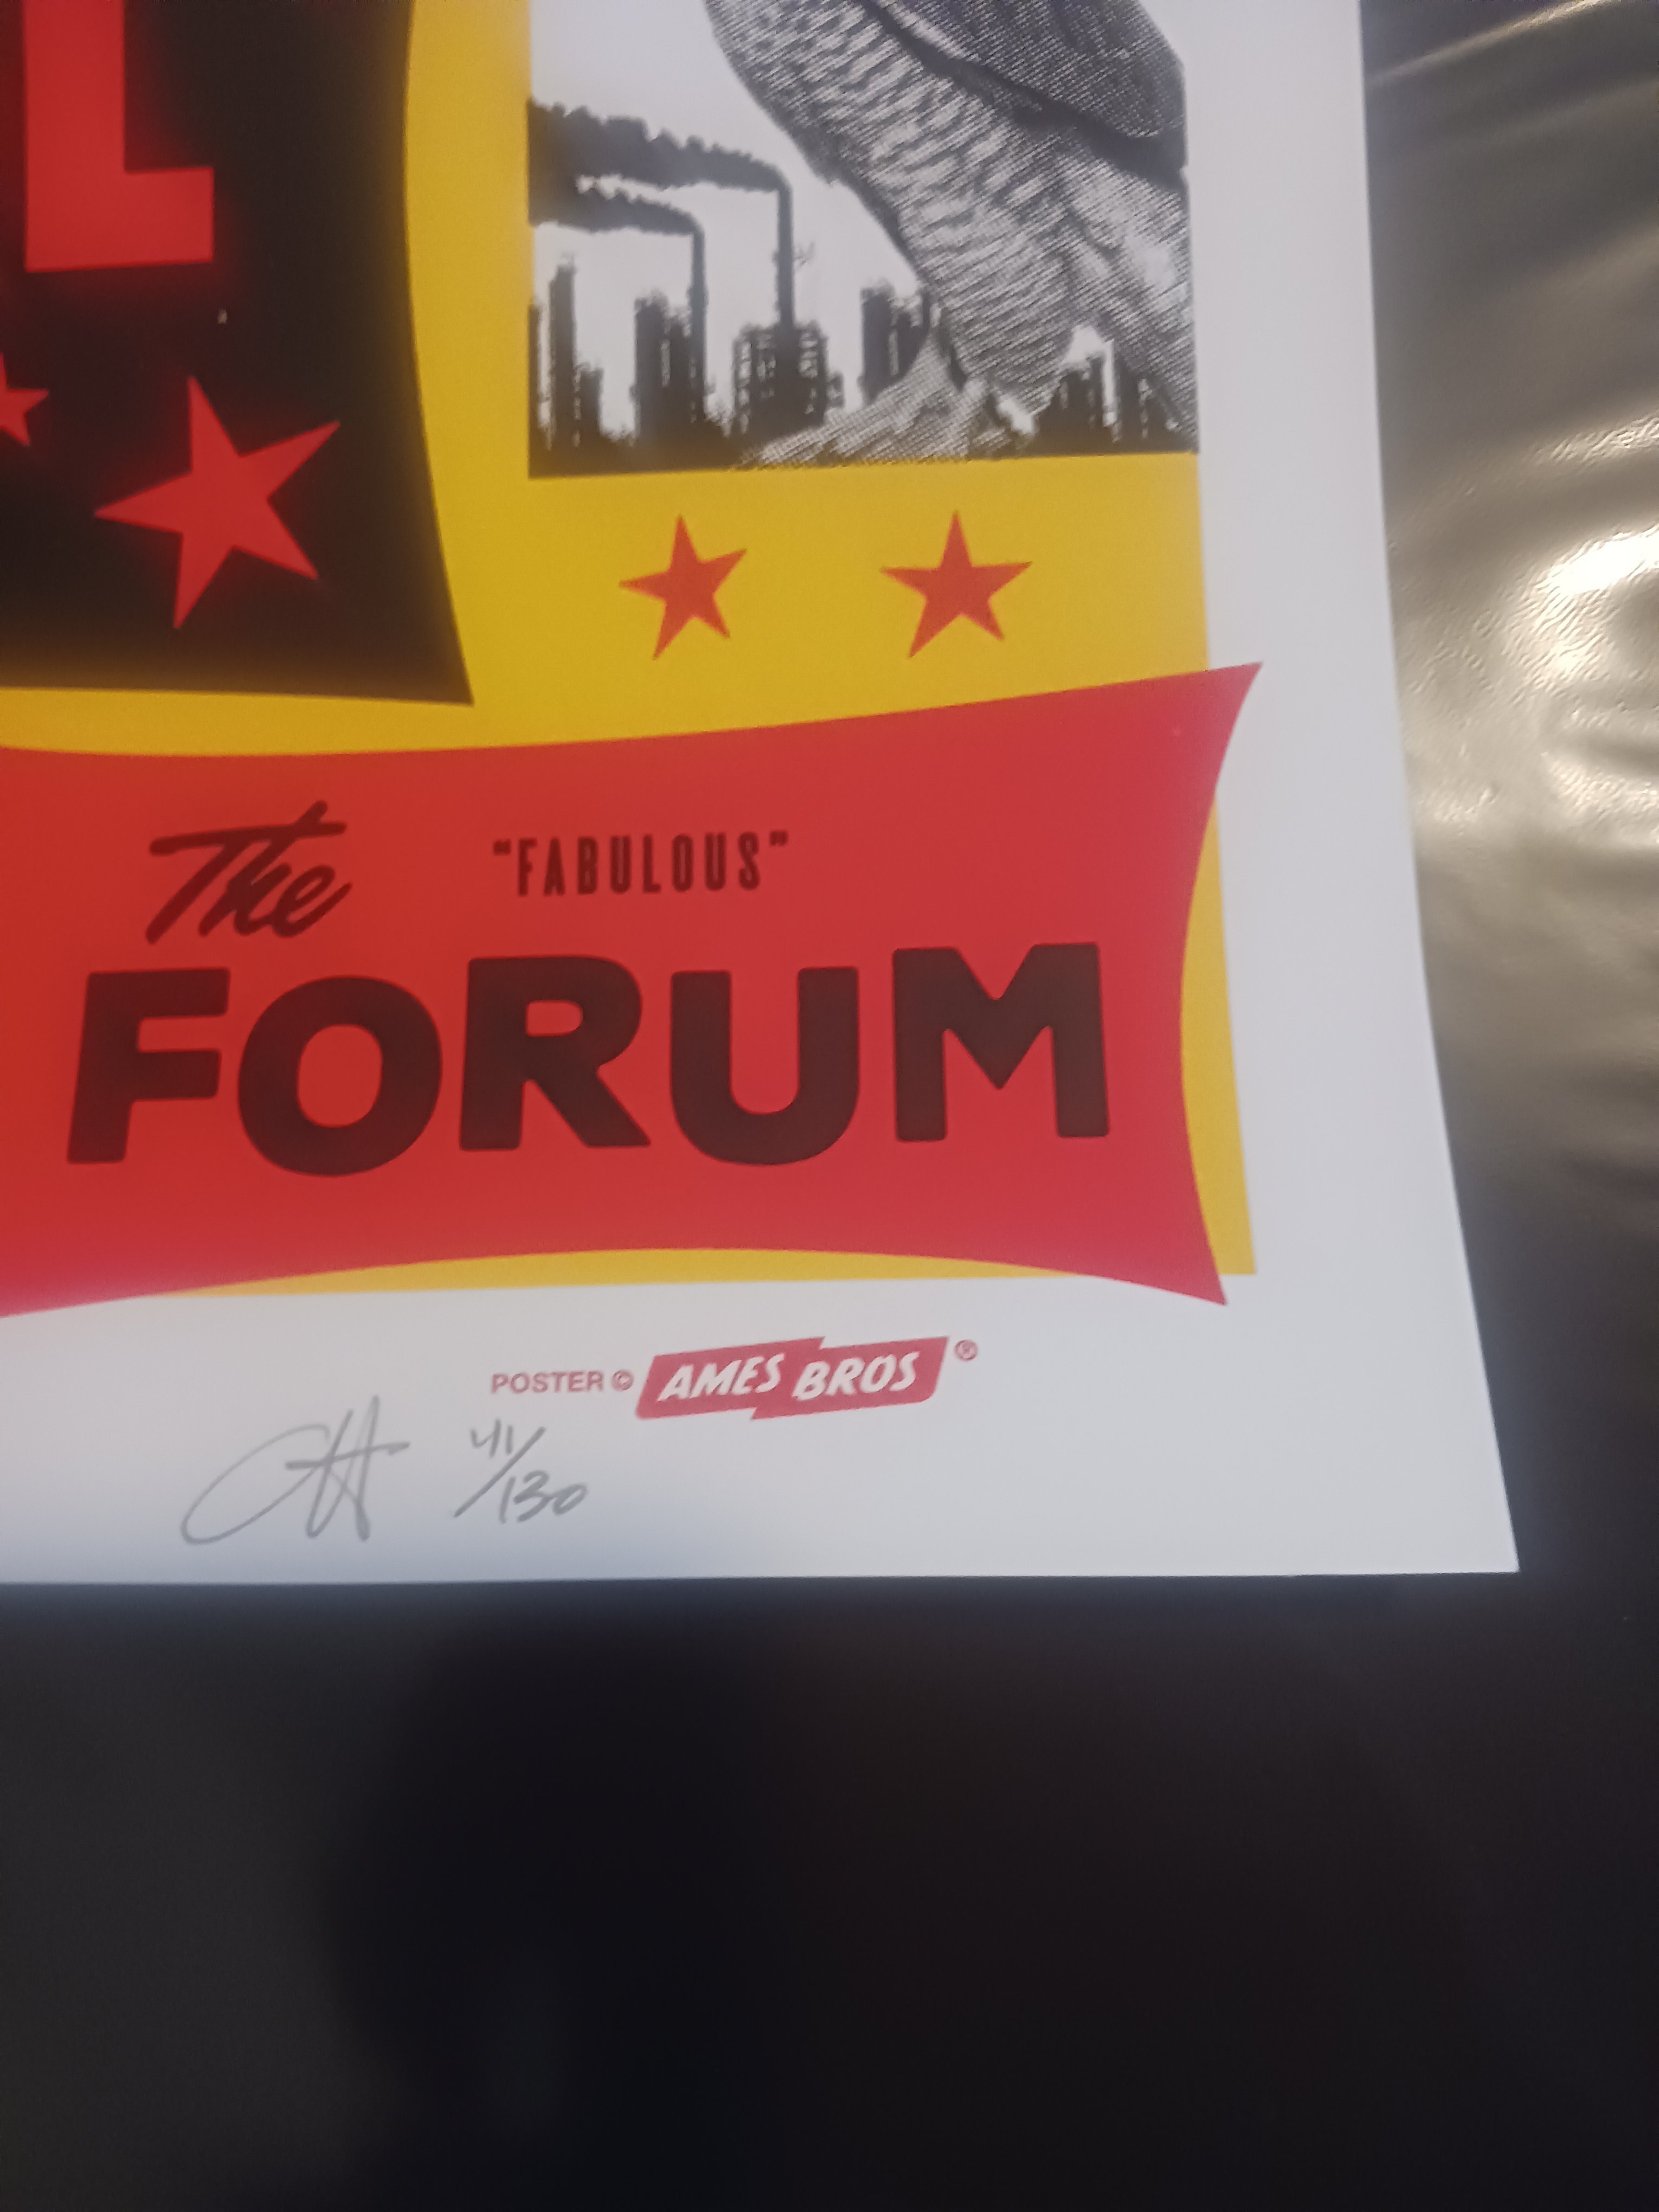 L
The "FABULOUS"
FORUM
POSTER © AMES BROS ®
41/130